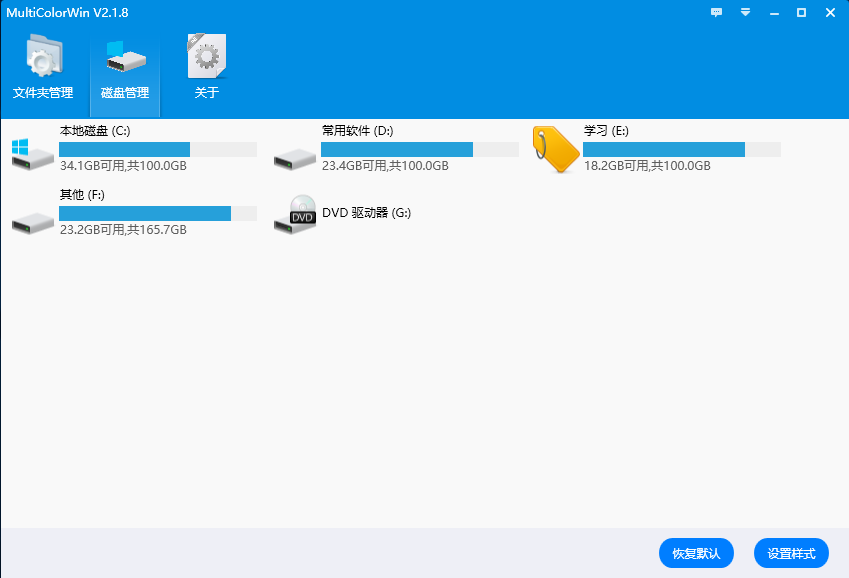 MultiColorWin V2.1.8
文件夹管理
磁盘管理
关于
本地磁盘 (C:)
34.1GB可用,共100.0GB
常用软件 (D:)
23.4GB可用,共100.0GB
学习 (E:)
18.2GB可用,共100.0GB
其他 (F:)
23.2GB可用,共165.7GB
DVD
DVD 驱动器 (G:)
恢复默认
设置样式